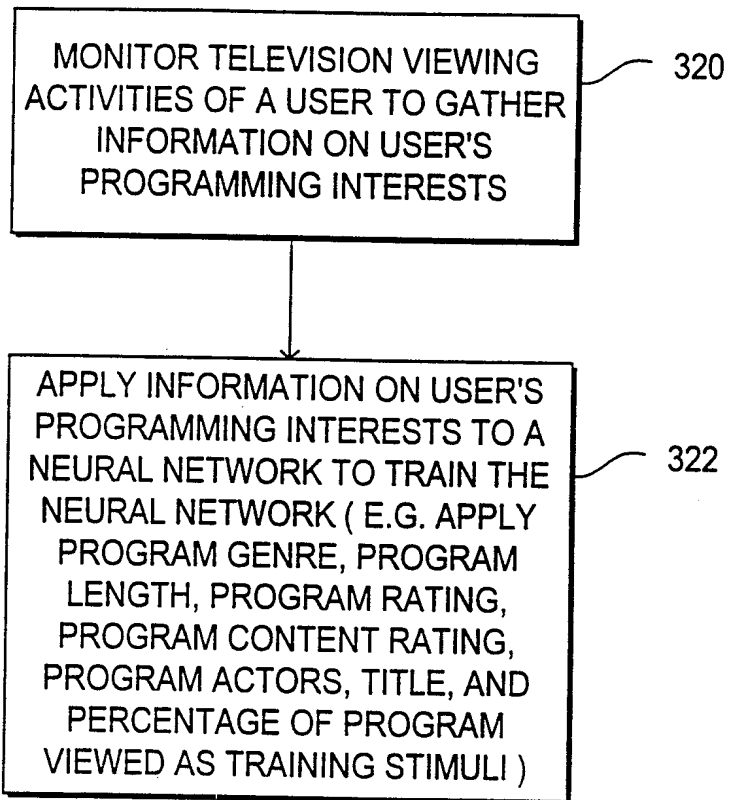 MONITOR TELEVISION VIEWING
ACTIVITIES OF A USER TO GATHER
INFORMATION ON USER'S
PROGRAMMING INTERESTS
320
APPLY INFORMATION ON USER'S
PROGRAMMING INTERESTS TO A
NEURAL NETWORK TO TRAIN THE
NEURAL NETWORK ( E.G. APPLY
PROGRAM GENRE, PROGRAM
LENGTH, PROGRAM RATING,
PROGRAM CONTENT RATING,
PROGRAM ACTORS, TITLE, AND
PERCENTAGE OF PROGRAM
VIEWED AS TRAINING STIMULI )
322